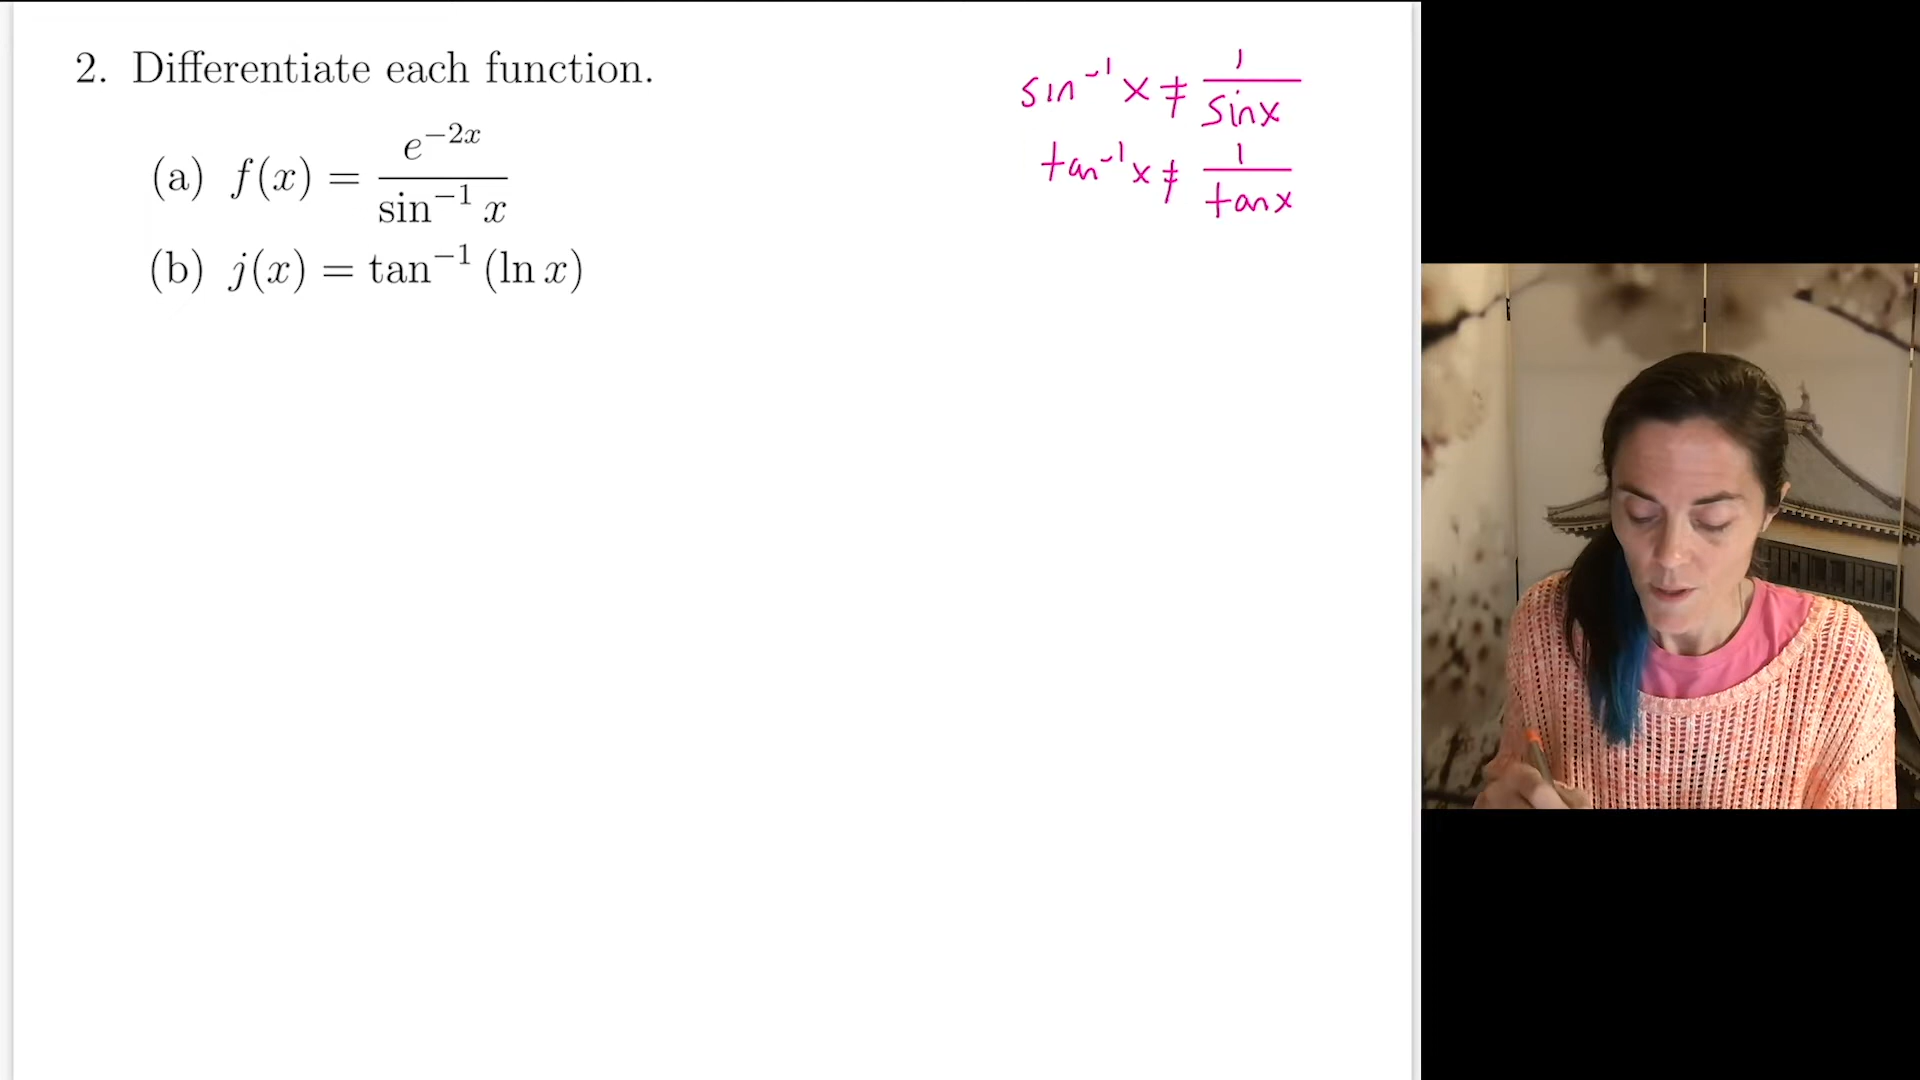 2. Differentiate each function.
(a) f(x) = e^{-2x} / sin^{-1} x
(b) j(x) = tan^{-1} (ln x)
sin^{-1} x ≠ 1 / sin x
tan^{-1} x ≠ 1 / tan x